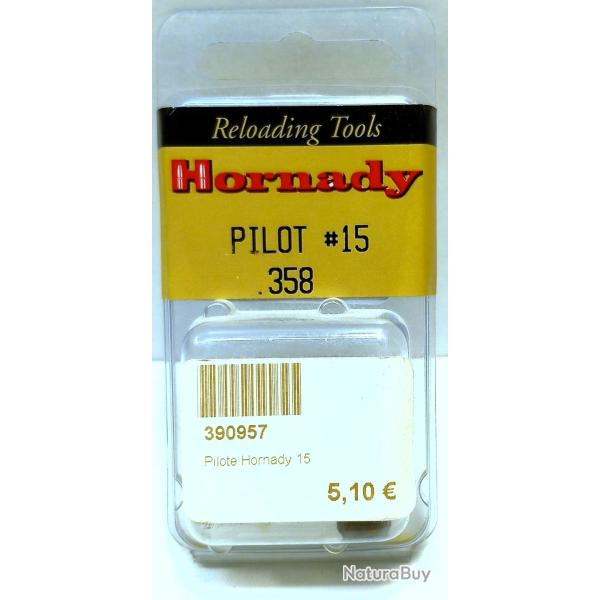 Reloading Tools
Hornady
PILOT #15
.358
390957
Pilote Hornady 15
5,10 €
NaturaBuy